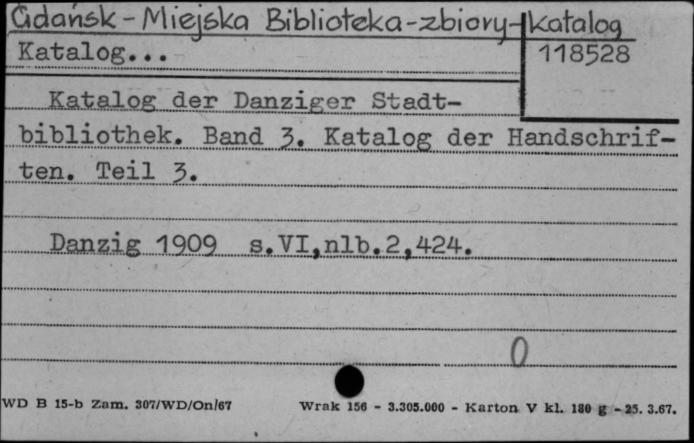 Gdańsk - Miejska Biblioteka - zbiory - katalog
Katalog...
118528
Katalog der Danziger Stadt-
bibliothek. Band 3. Katalog der Handschrif-
ten. Teil 3.
Danzig 1909 s.VI,nlb.2,424.
0
WD B 15-b Zam. 307/WD/On/67 Wrak 156 - 3.305.000 - Karton V kl. 180 g - 25. 3.67.